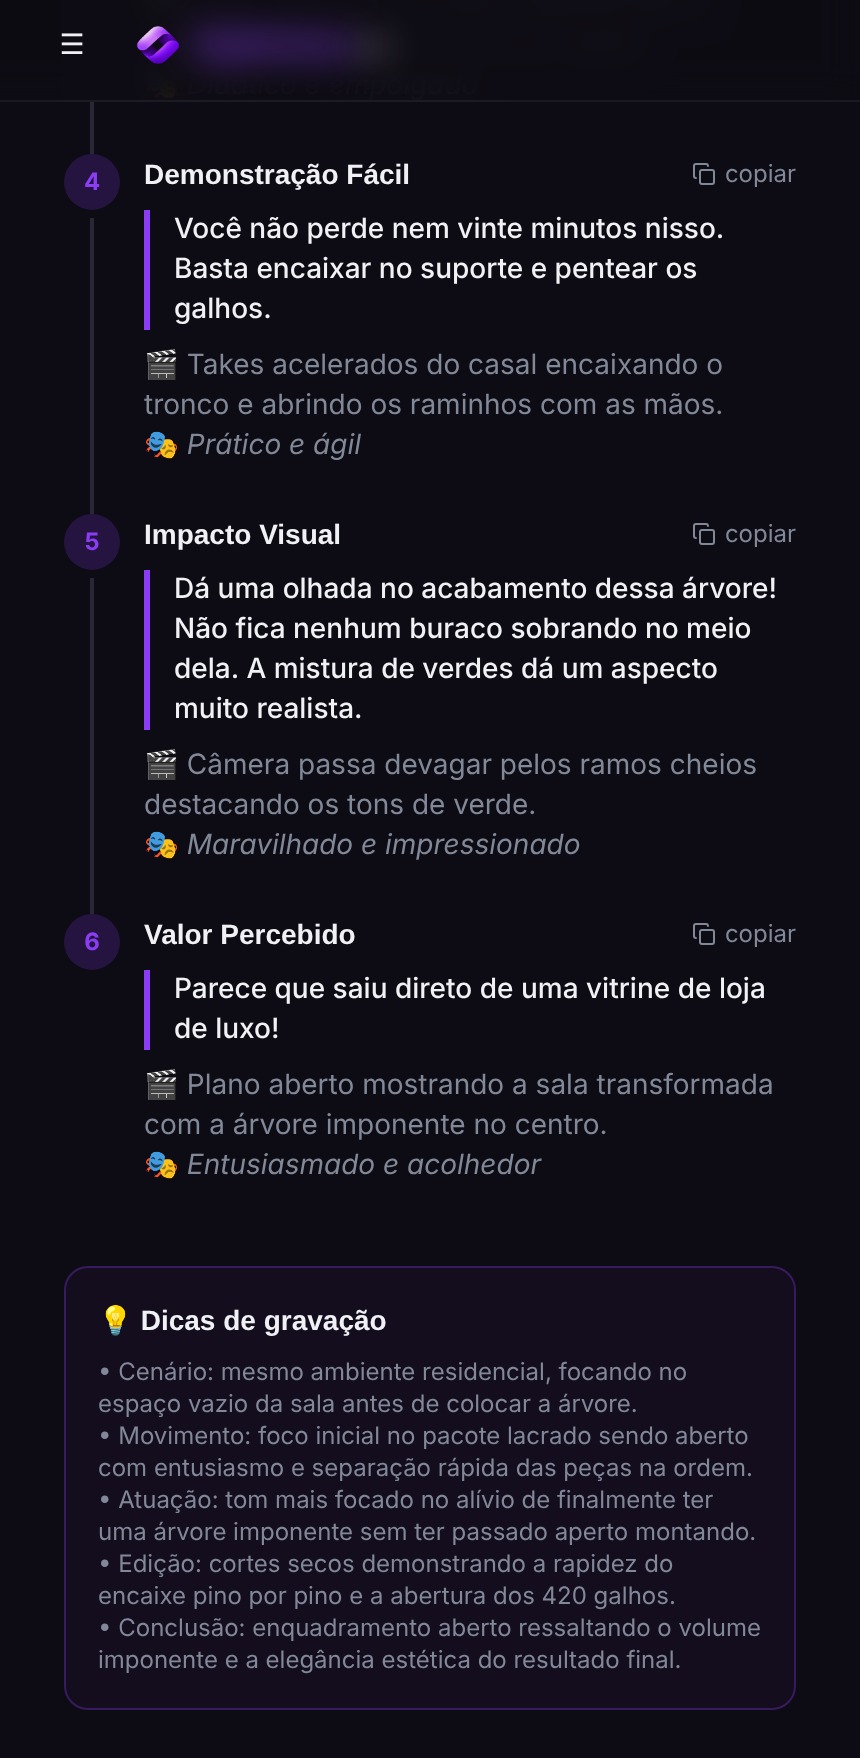 4
Demonstração Fácil
copiar
Você não perde nem vinte minutos nisso.
Basta encaixar no suporte e pentear os
galhos.
🎬 Takes acelerados do casal encaixando o
tronco e abrindo os raminhos com as mãos.
🎭 Prático e ágil
5
Impacto Visual
copiar
Dá uma olhada no acabamento dessa árvore!
Não fica nenhum buraco sobrando no meio
dela. A mistura de verdes dá um aspecto
muito realista.
🎬 Câmera passa devagar pelos ramos cheios
destacando os tons de verde.
🎭 Maravilhado e impressionado
6
Valor Percebido
copiar
Parece que saiu direto de uma vitrine de loja
de luxo!
🎬 Plano aberto mostrando a sala transformada
com a árvore imponente no centro.
🎭 Entusiasmado e acolhedor
💡 Dicas de gravação
• Cenário: mesmo ambiente residencial, focando no
espaço vazio da sala antes de colocar a árvore.
• Movimento: foco inicial no pacote lacrado sendo aberto
com entusiasmo e separação rápida das peças na ordem.
• Atuação: tom mais focado no alívio de finalmente ter
uma árvore imponente sem ter passado aperto montando.
• Edição: cortes secos demonstrando a rapidez do
encaixe pino por pino e a abertura dos 420 galhos.
• Conclusão: enquadramento aberto ressaltando o volume
imponente e a elegância estética do resultado final.